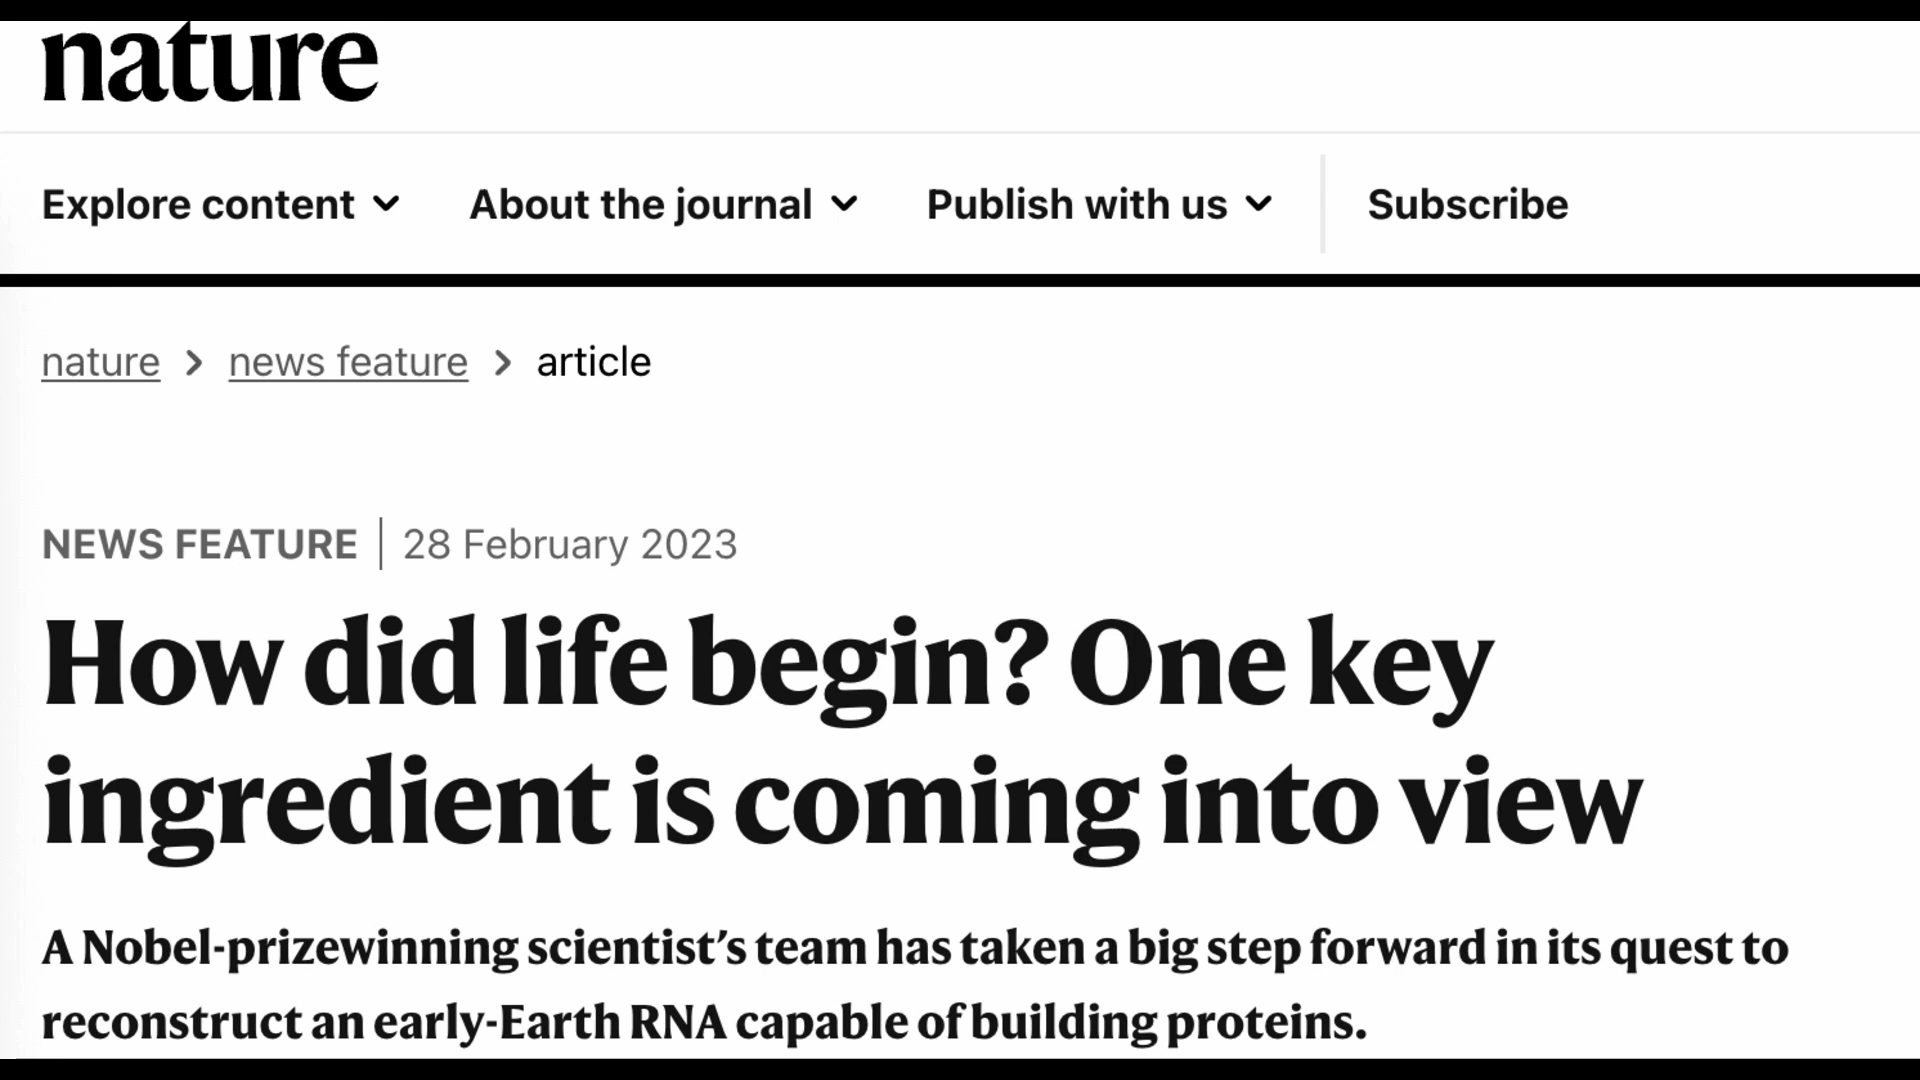 nature
Explore content About the journal Publish with us Subscribe
nature > news feature > article
NEWS FEATURE | 28 February 2023
How did life begin? One key
ingredient is coming into view
A Nobel-prizewinning scientist’s team has taken a big step forward in its quest to
reconstruct an early-Earth RNA capable of building proteins.